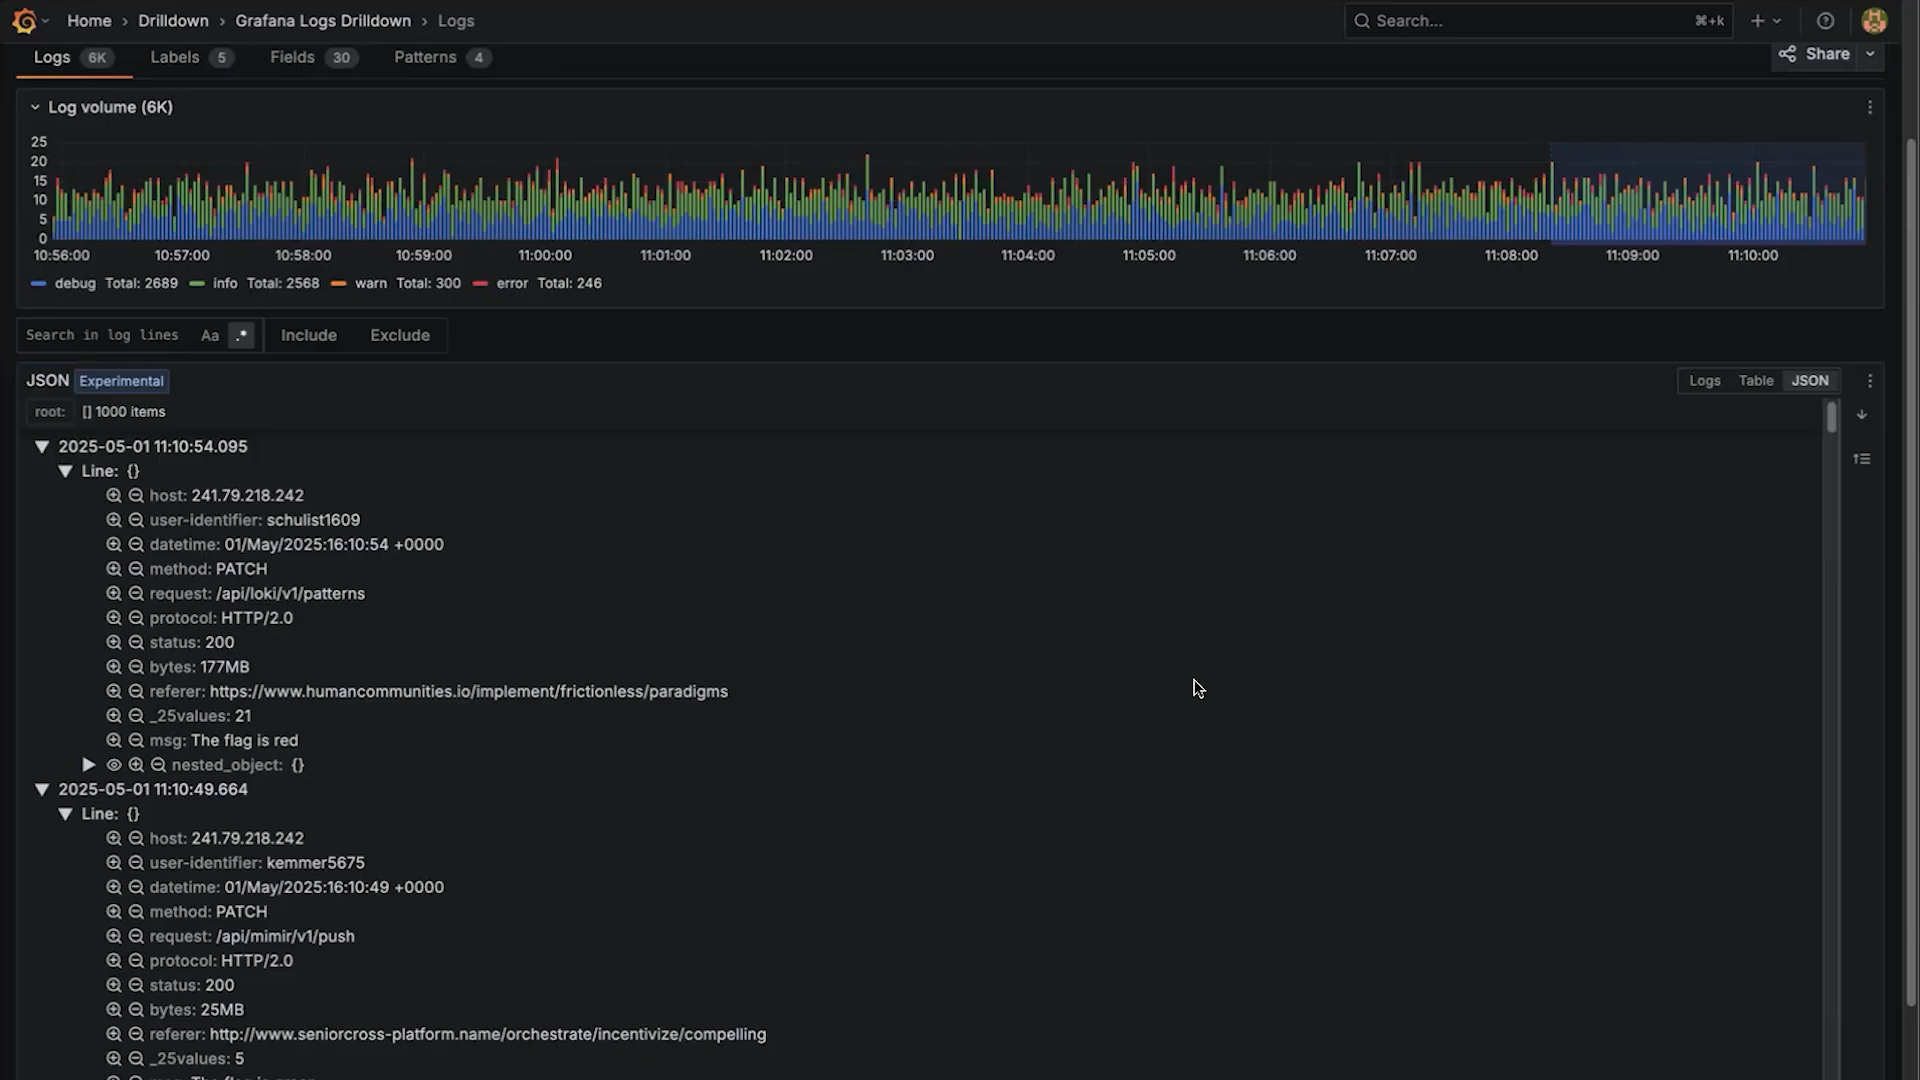 Home › Drilldown › Grafana Logs Drilldown › Logs
Search... ⌘+k
Logs 6K Labels 5 Fields 30 Patterns 4
Share
Log volume (6K)
25
20
15
10
5
0
10:56:00 10:57:00 10:58:00 10:59:00 11:00:00 11:01:00 11:02:00 11:03:00 11:04:00 11:05:00 11:06:00 11:07:00 11:08:00 11:09:00 11:10:00
debug Total: 2689 info Total: 2568 warn Total: 300 error Total: 246
Search in log lines Aa .* Include Exclude
JSON Experimental Logs Table JSON
root: [] 1000 items
2025-05-01 11:10:54.095
Line: {}
host: 241.79.218.242
user-identifier: schulist1609
datetime: 01/May/2025:16:10:54 +0000
method: PATCH
request: /api/loki/v1/patterns
protocol: HTTP/2.0
status: 200
bytes: 177MB
referer: https://www.humancommunities.io/implement/frictionless/paradigms
_25values: 21
msg: The flag is red
nested_object: {}
2025-05-01 11:10:49.664
Line: {}
host: 241.79.218.242
user-identifier: kemmer5675
datetime: 01/May/2025:16:10:49 +0000
method: PATCH
request: /api/mimir/v1/push
protocol: HTTP/2.0
status: 200
bytes: 25MB
referer: http://www.seniorcross-platform.name/orchestrate/incentivize/compelling
_25values: 5